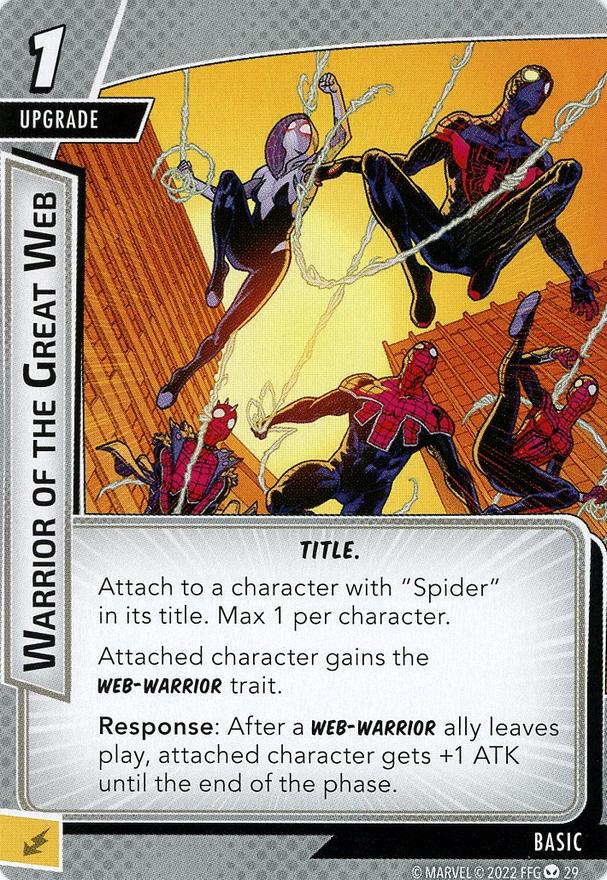 1
UPGRADE
WARRIOR OF THE GREAT WEB
TITLE.
Attach to a character with “Spider”
in its title. Max 1 per character.
Attached character gains the
WEB-WARRIOR trait.
Response: After a WEB-WARRIOR ally leaves
play, attached character gets +1 ATK
until the end of the phase.
BASIC
© MARVEL © 2022 FFG 29